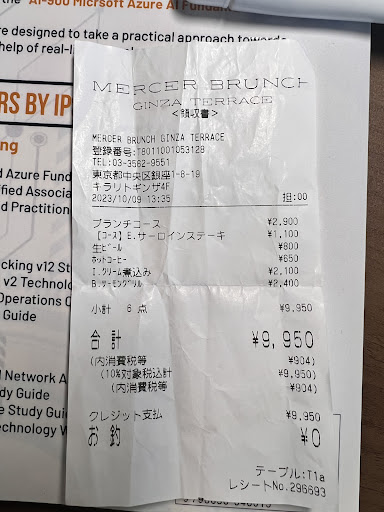 the "AI-900 Micrsoft Azure AI Funda
re designed to take a practical approach towards
help of real-l
RS BY IP
ng
d Azure Fund
fied Associa
d Practition
cking v12 St
v2 Technolo
Operations
Guide
l Network A
dy Guide
e Study Guid
echnology W
MERCER BRUNCH
GINZA TERRACE
<領収書>
MERCER BRUNCH GINZA TERRACE
登録番号:T8011001053128
TEL:03-3562-9551
東京都中央区銀座1-8-19
キラリトギンザ4F
2023/10/09 13:35 担:00
ブランチコース ¥2,900
【コース】E.サーロインステーキ ¥1,100
生ビール ¥800
ホットコーヒー ¥650
I.クリーム煮込み ¥2,100
B.サーモングリル ¥2,400
小計 6 点 ¥9,950
合計 ¥9,950
(内消費税等 ¥904)
(10%対象税込計 ¥9,950)
(内消費税等 ¥904)
クレジット支払 ¥9,950
お釣 ¥0
テーブル:T1a
レシートNo.296693